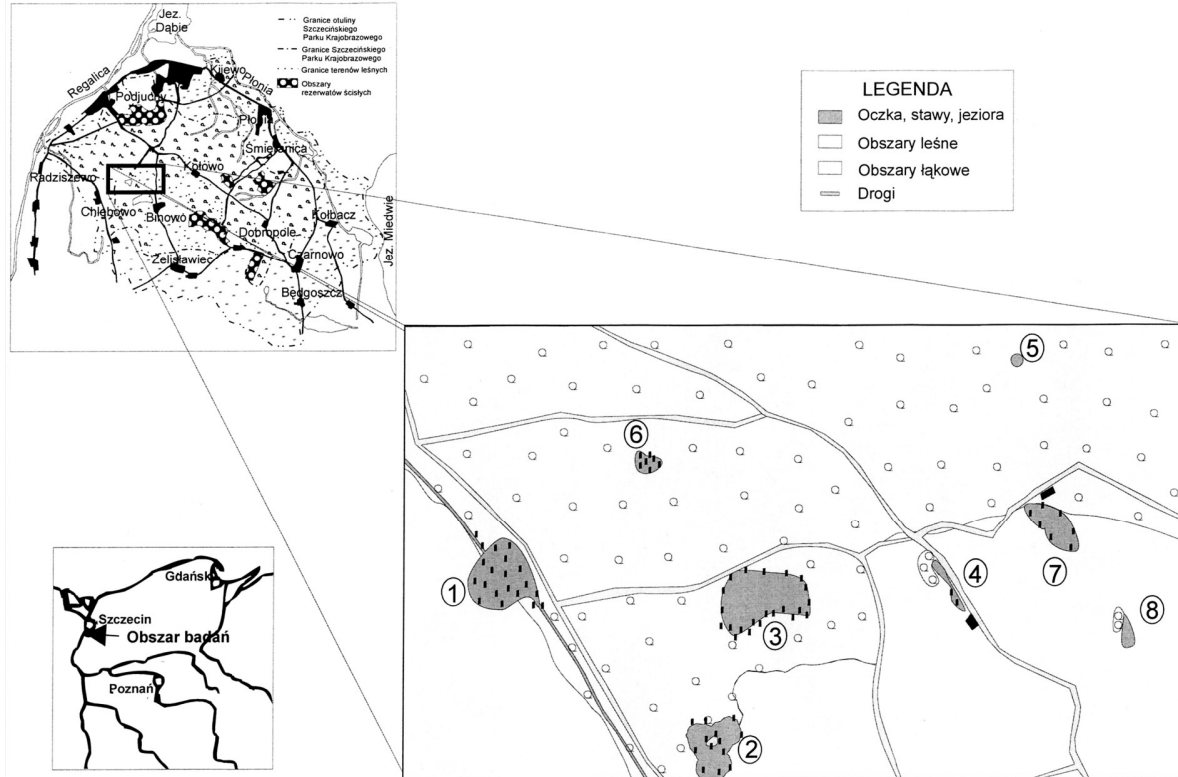 Jez.
Dąbie
Granice otuliny
Szczecińskiego
Parku Krajobrazowego
Granice Szczecińskiego
Parku Krajobrazowego
Granice terenów leśnych
Obszary
rezerwatów ścisłych
Regalica
Kijewo
Płonia
Podjuchy
Płonia
Śmierdnica
Kołowo
Radziszewo
Chlebowo
Binowo
Kołbacz
Dobropole
Jez. Miedwie
Żelisławiec
Czarnowo
Będgoszcz
LEGENDA
Oczka, stawy, jeziora
Obszary leśne
Obszary łąkowe
Drogi
5
6
1
4
7
3
8
2
Gdańsk
Szczecin
Obszar badań
Poznań